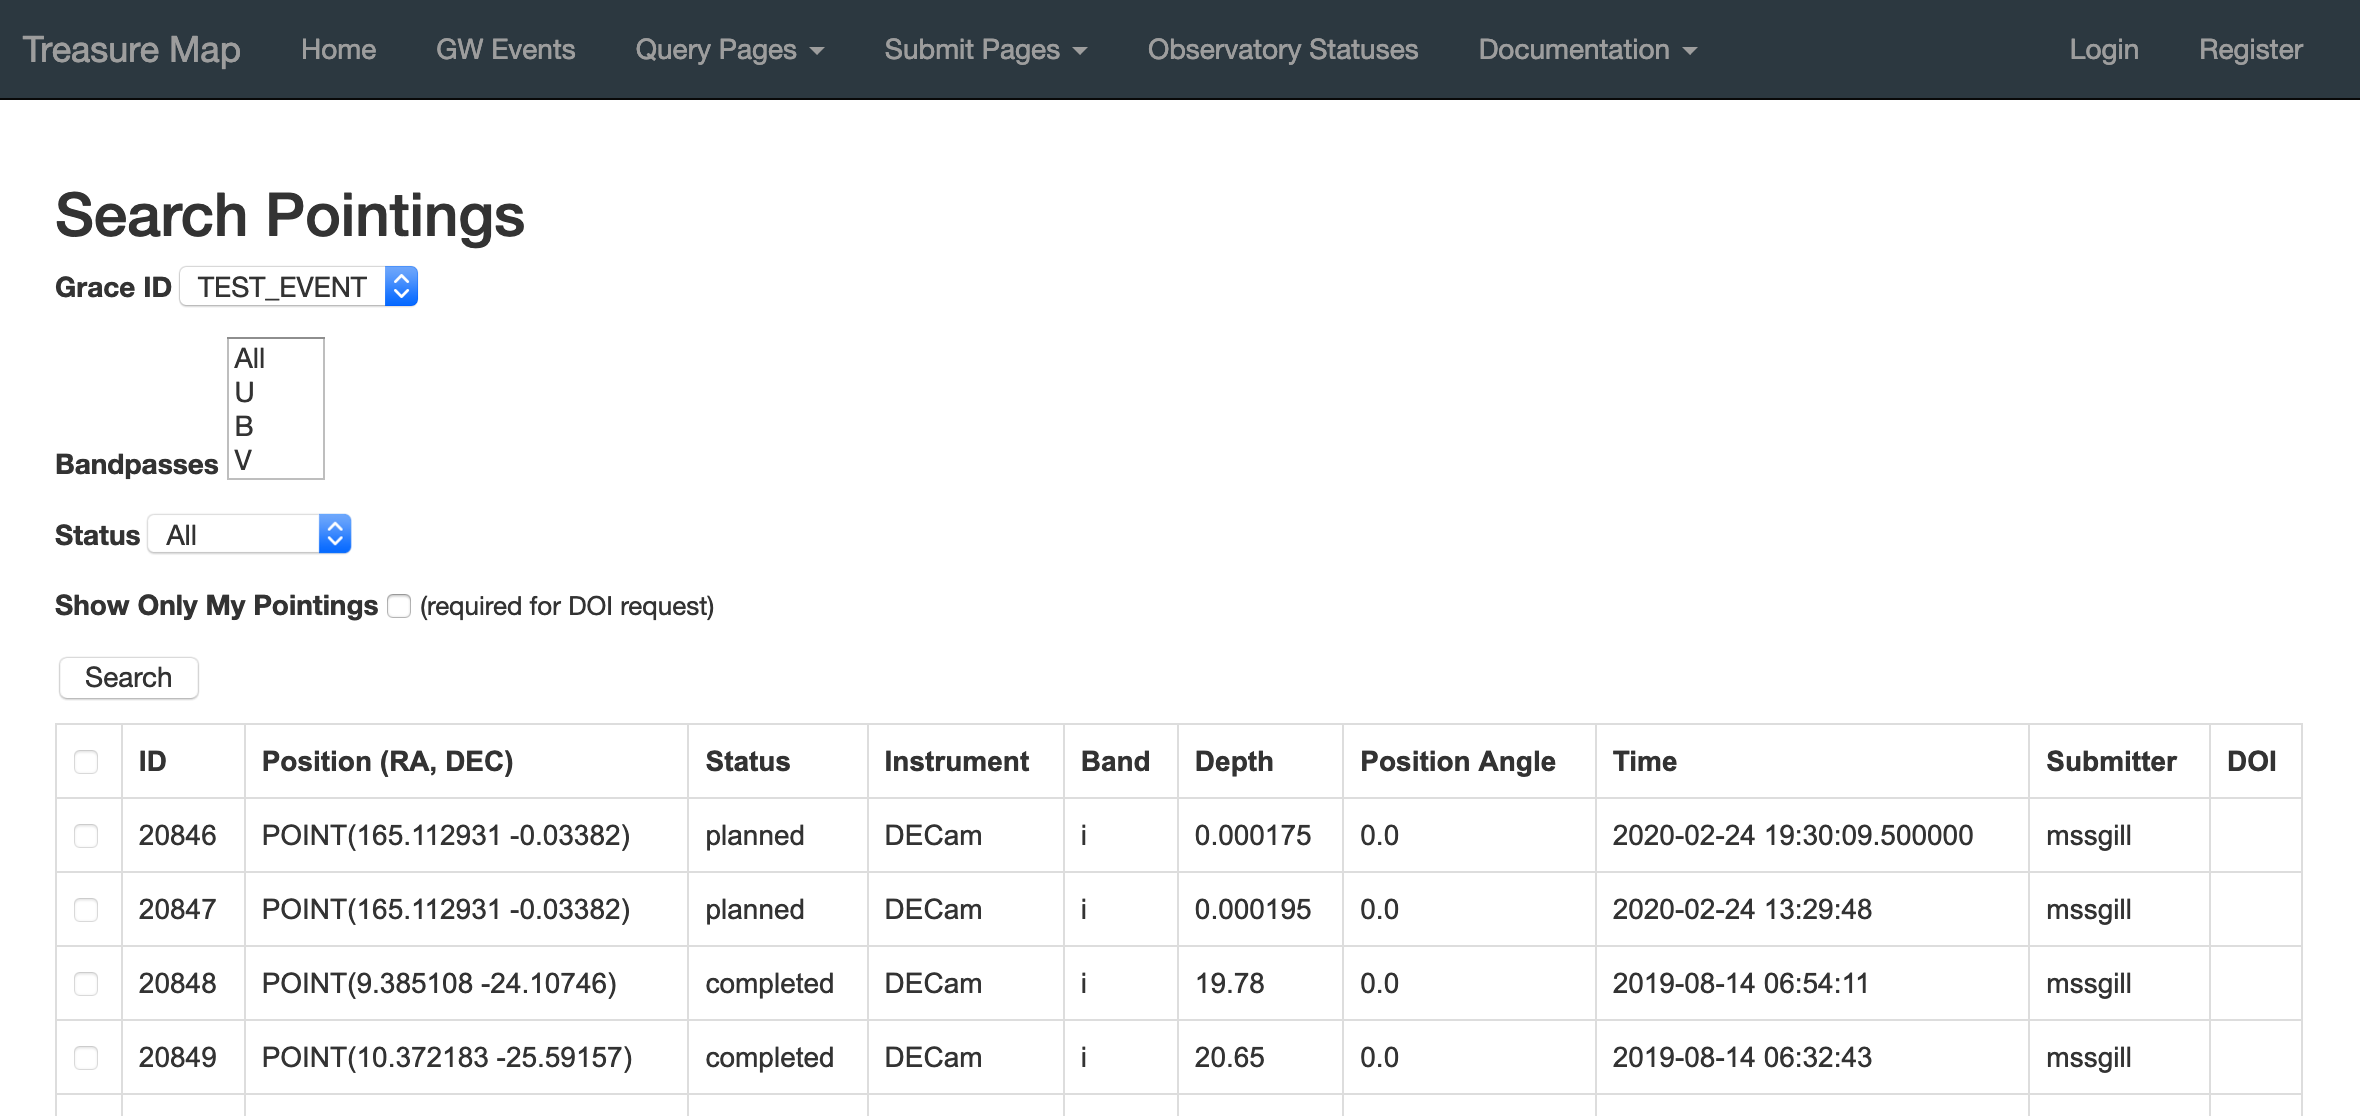 Treasure Map Home GW Events Query Pages Submit Pages Observatory Statuses Documentation Login Register
Search Pointings
Grace ID TEST_EVENT
All
U
B
V
Bandpasses
Status All
Show Only My Pointings (required for DOI request)
Search
ID Position (RA, DEC) Status Instrument Band Depth Position Angle Time Submitter DOI
20846 POINT(165.112931 -0.03382) planned DECam i 0.000175 0.0 2020-02-24 19:30:09.500000 mssgill
20847 POINT(165.112931 -0.03382) planned DECam i 0.000195 0.0 2020-02-24 13:29:48 mssgill
20848 POINT(9.385108 -24.10746) completed DECam i 19.78 0.0 2019-08-14 06:54:11 mssgill
20849 POINT(10.372183 -25.59157) completed DECam i 20.65 0.0 2019-08-14 06:32:43 mssgill